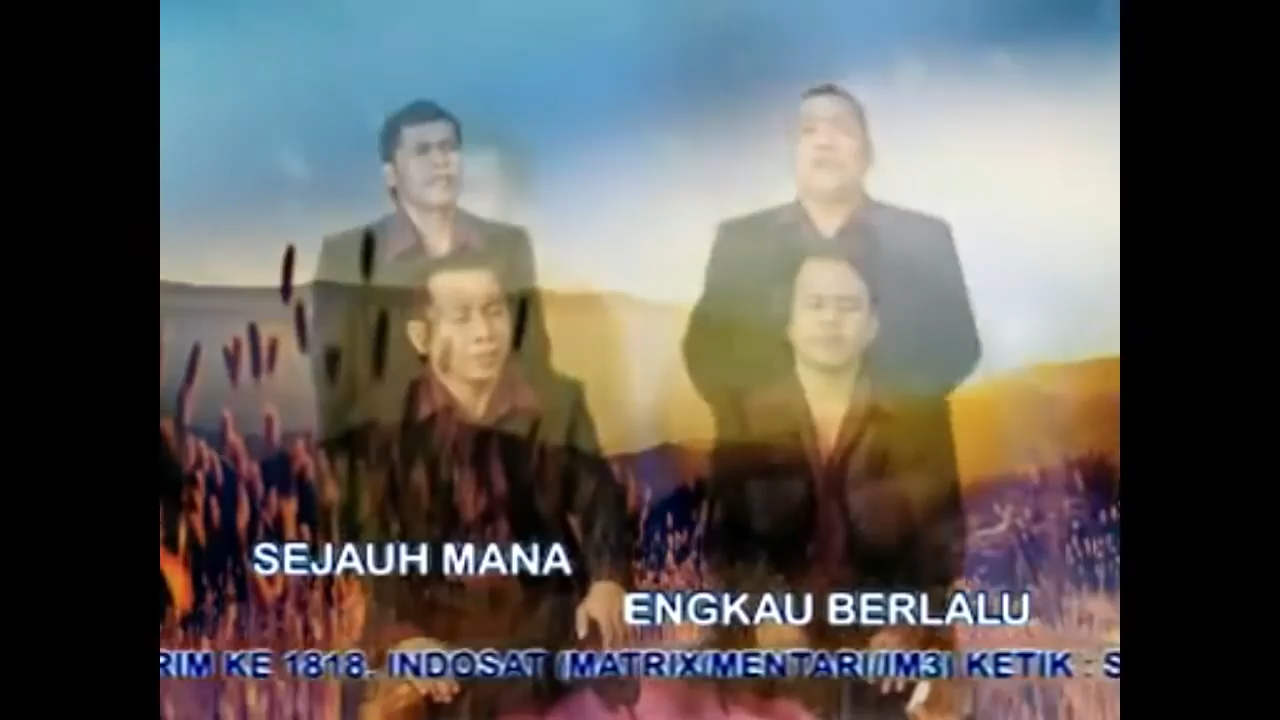 SEJAUH MANA
ENGKAU BERLALU
RIM KE 1818. INDOSAT (MATRIX/MENTARI/IM3) KETIK : S